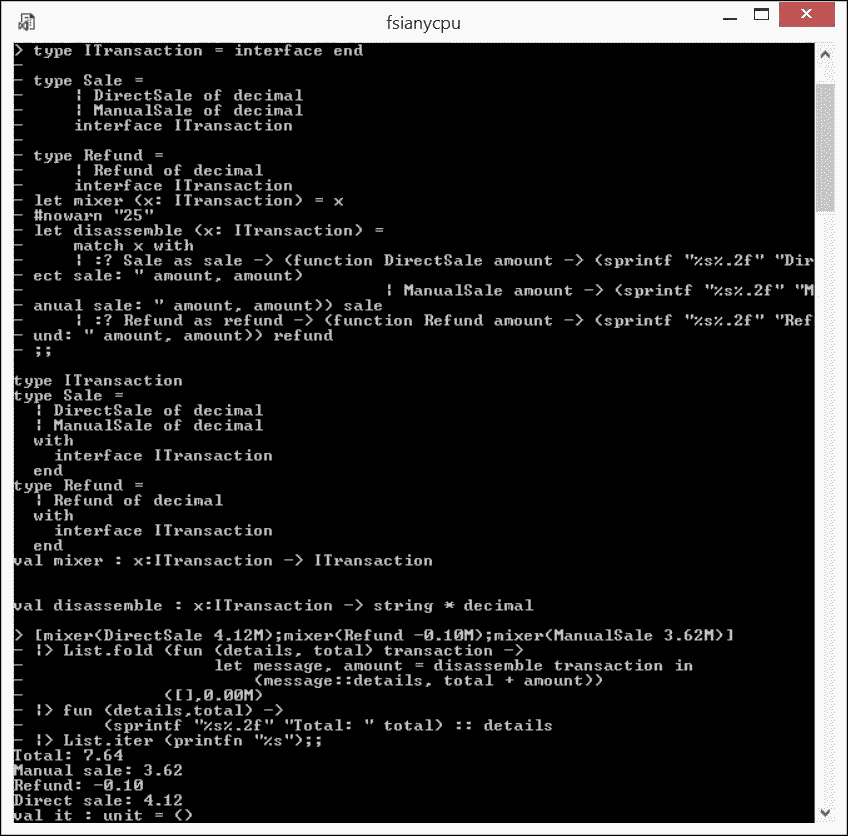 fsianycpu
> type ITransaction = interface end
-
- type Sale =
-     | DirectSale of decimal
-     | ManualSale of decimal
-     interface ITransaction
-
- type Refund =
-     | Refund of decimal
-     interface ITransaction
- let mixer (x: ITransaction) = x
- #nowarn "25"
- let disassemble (x: ITransaction) =
-     match x with
-     | :? Sale as sale -> (function DirectSale amount -> (sprintf "%s%.2f" "Dir
- ect sale: " amount, amount)
-                                    | ManualSale amount -> (sprintf "%s%.2f" "M
- anual sale: " amount, amount)) sale
-     | :? Refund as refund -> (function Refund amount -> (sprintf "%s%.2f" "Ref
- und: " amount, amount)) refund
- ;;
type ITransaction
type Sale =
  | DirectSale of decimal
  | ManualSale of decimal
  with
    interface ITransaction
  end
type Refund =
  | Refund of decimal
  with
    interface ITransaction
  end
val mixer : x:ITransaction -> ITransaction
val disassemble : x:ITransaction -> string * decimal
> [mixer(DirectSale 4.12M);mixer(Refund -0.10M);mixer(ManualSale 3.62M)]
- |> List.fold (fun (details, total) transaction ->
-                   let message, amount = disassemble transaction in
-                       (message::details, total + amount))
-              ([],0.00M)
- |> fun (details,total) ->
-        (sprintf "%s%.2f" "Total: " total) :: details
- |> List.iter (printfn "%s");;
Total: 7.64
Manual sale: 3.62
Refund: -0.10
Direct sale: 4.12
val it : unit = ()